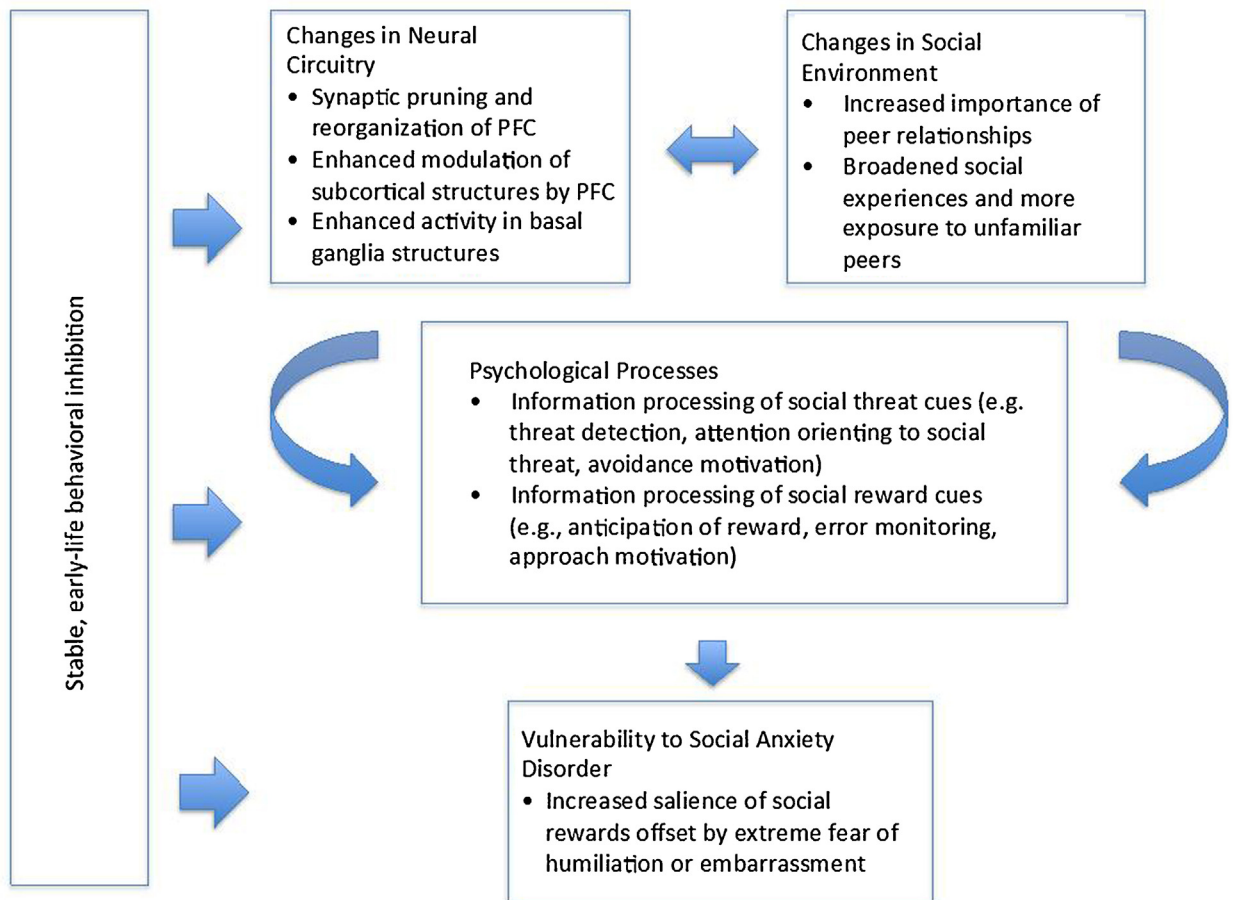 Stable, early-life behavioral inhibition
Changes in Neural
Circuitry
• Synaptic pruning and
reorganization of PFC
• Enhanced modulation of
subcortical structures by PFC
• Enhanced activity in basal
ganglia structures
Changes in Social
Environment
• Increased importance of
peer relationships
• Broadened social
experiences and more
exposure to unfamiliar
peers
Psychological Processes
• Information processing of social threat cues (e.g.
threat detection, attention orienting to social
threat, avoidance motivation)
• Information processing of social reward cues
(e.g., anticipation of reward, error monitoring,
approach motivation)
Vulnerability to Social Anxiety
Disorder
• Increased salience of social
rewards offset by extreme fear of
humiliation or embarrassment